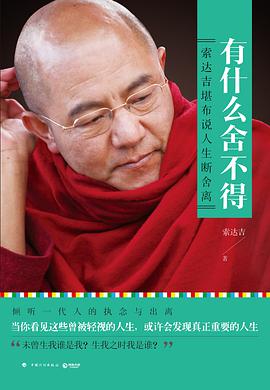 有什么舍不得
索达吉堪布说人生断舍离
索达吉
著
倾听一代人的执念与出离
当你看见这些曾被轻视的人生，或许会发现真正重要的人生
“未曾生我谁是我？生我之时我是谁？”